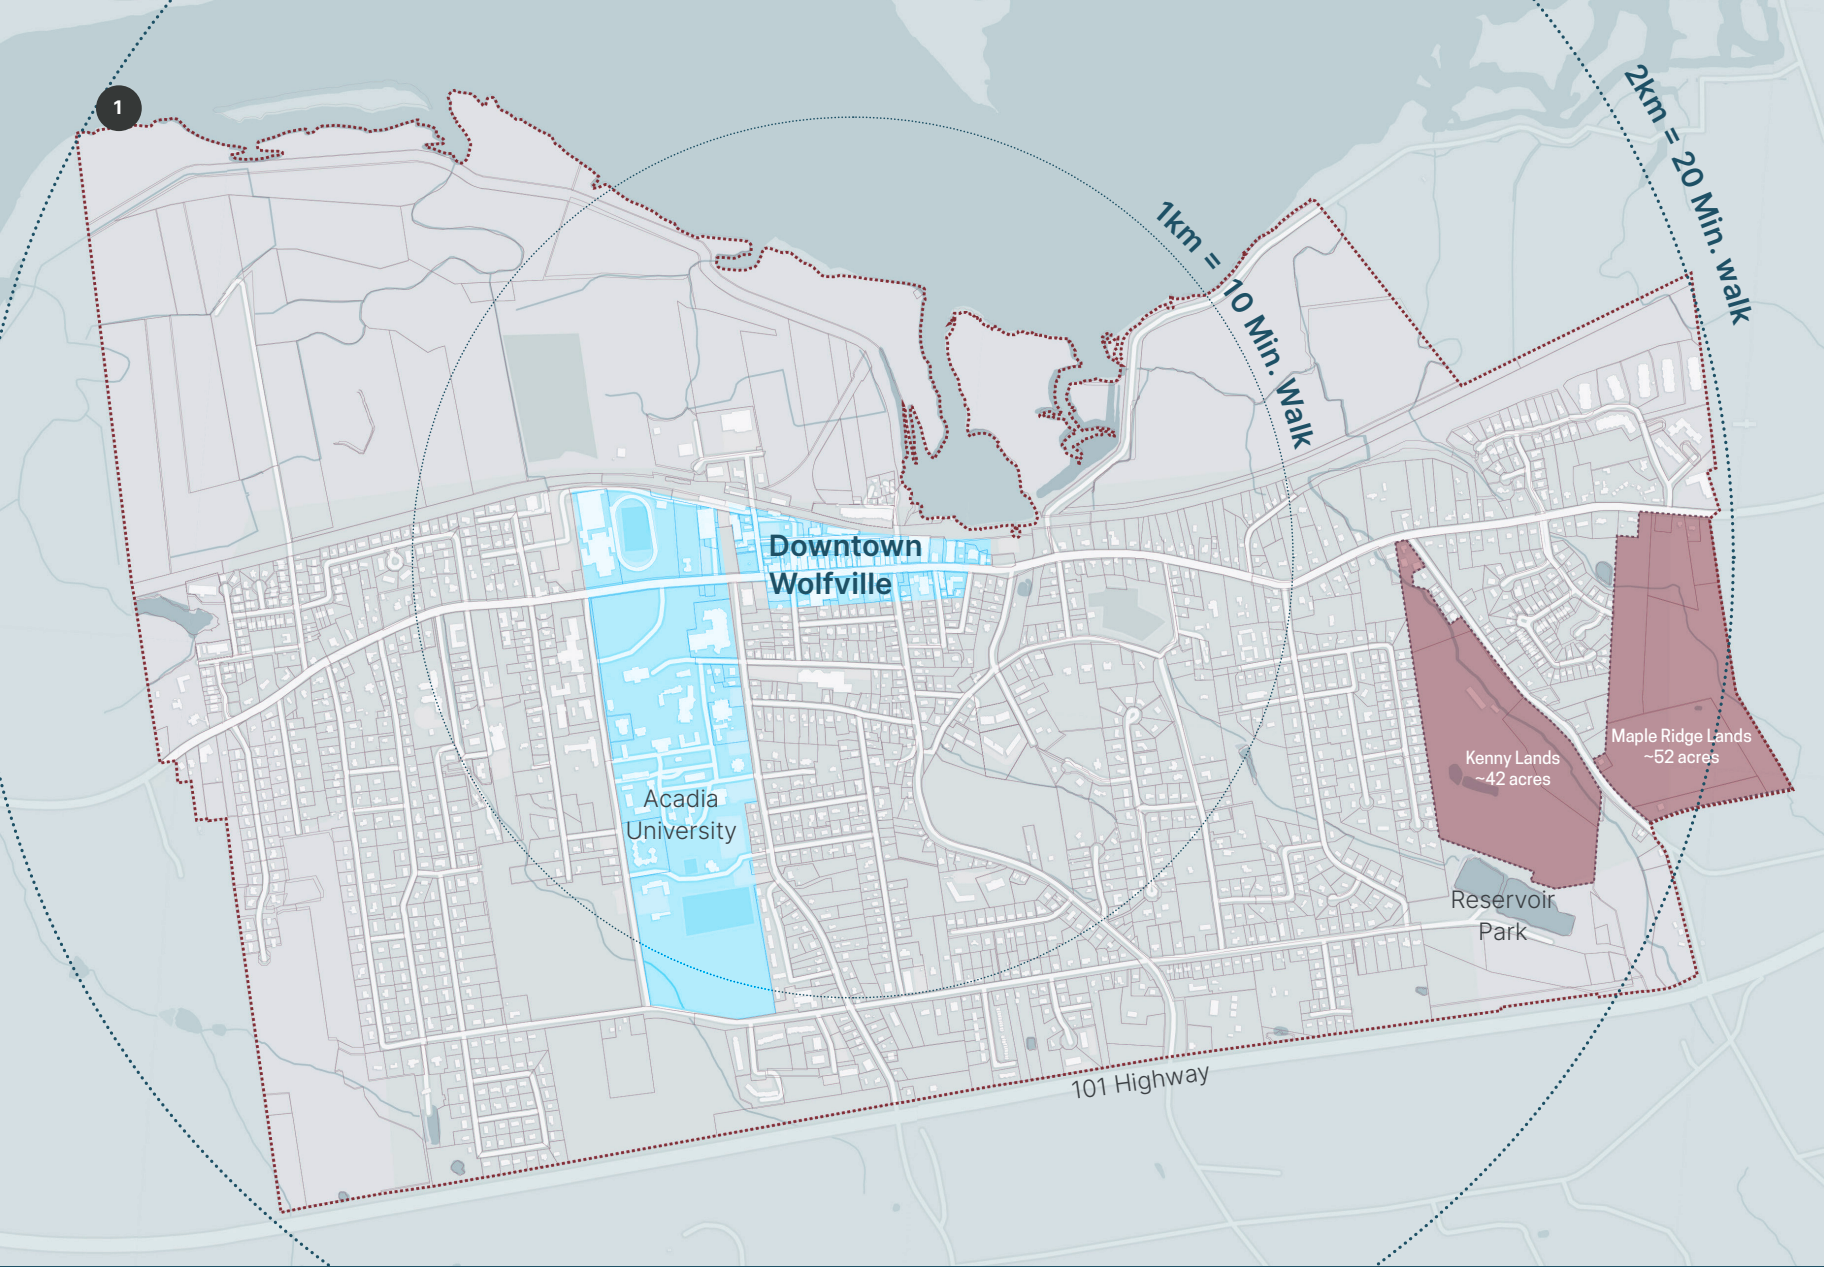 1
2km = 20 Min. walk
1km = 10 Min. Walk
Downtown
Wolfville
Maple Ridge Lands
~52 acres
Kenny Lands
~42 acres
Acadia
University
Reservoir
Park
101 Highway